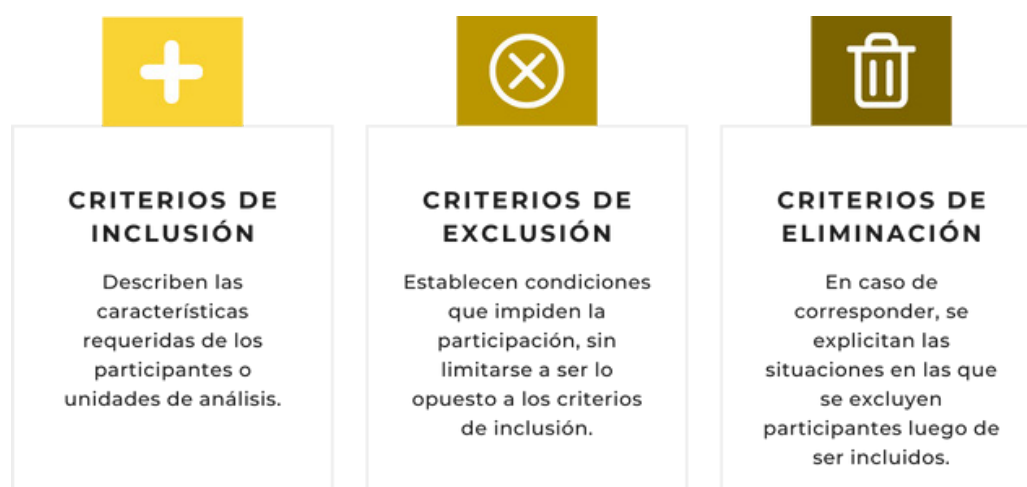 CRITERIOS DE
INCLUSIÓN
Describen las
características
requeridas de los
participantes o
unidades de análisis.
CRITERIOS DE
EXCLUSIÓN
Establecen condiciones
que impiden la
participación, sin
limitarse a ser lo
opuesto a los criterios
de inclusión.
CRITERIOS DE
ELIMINACIÓN
En caso de
corresponder, se
explicitan las
situaciones en las que
se excluyen
participantes luego de
ser incluidos.